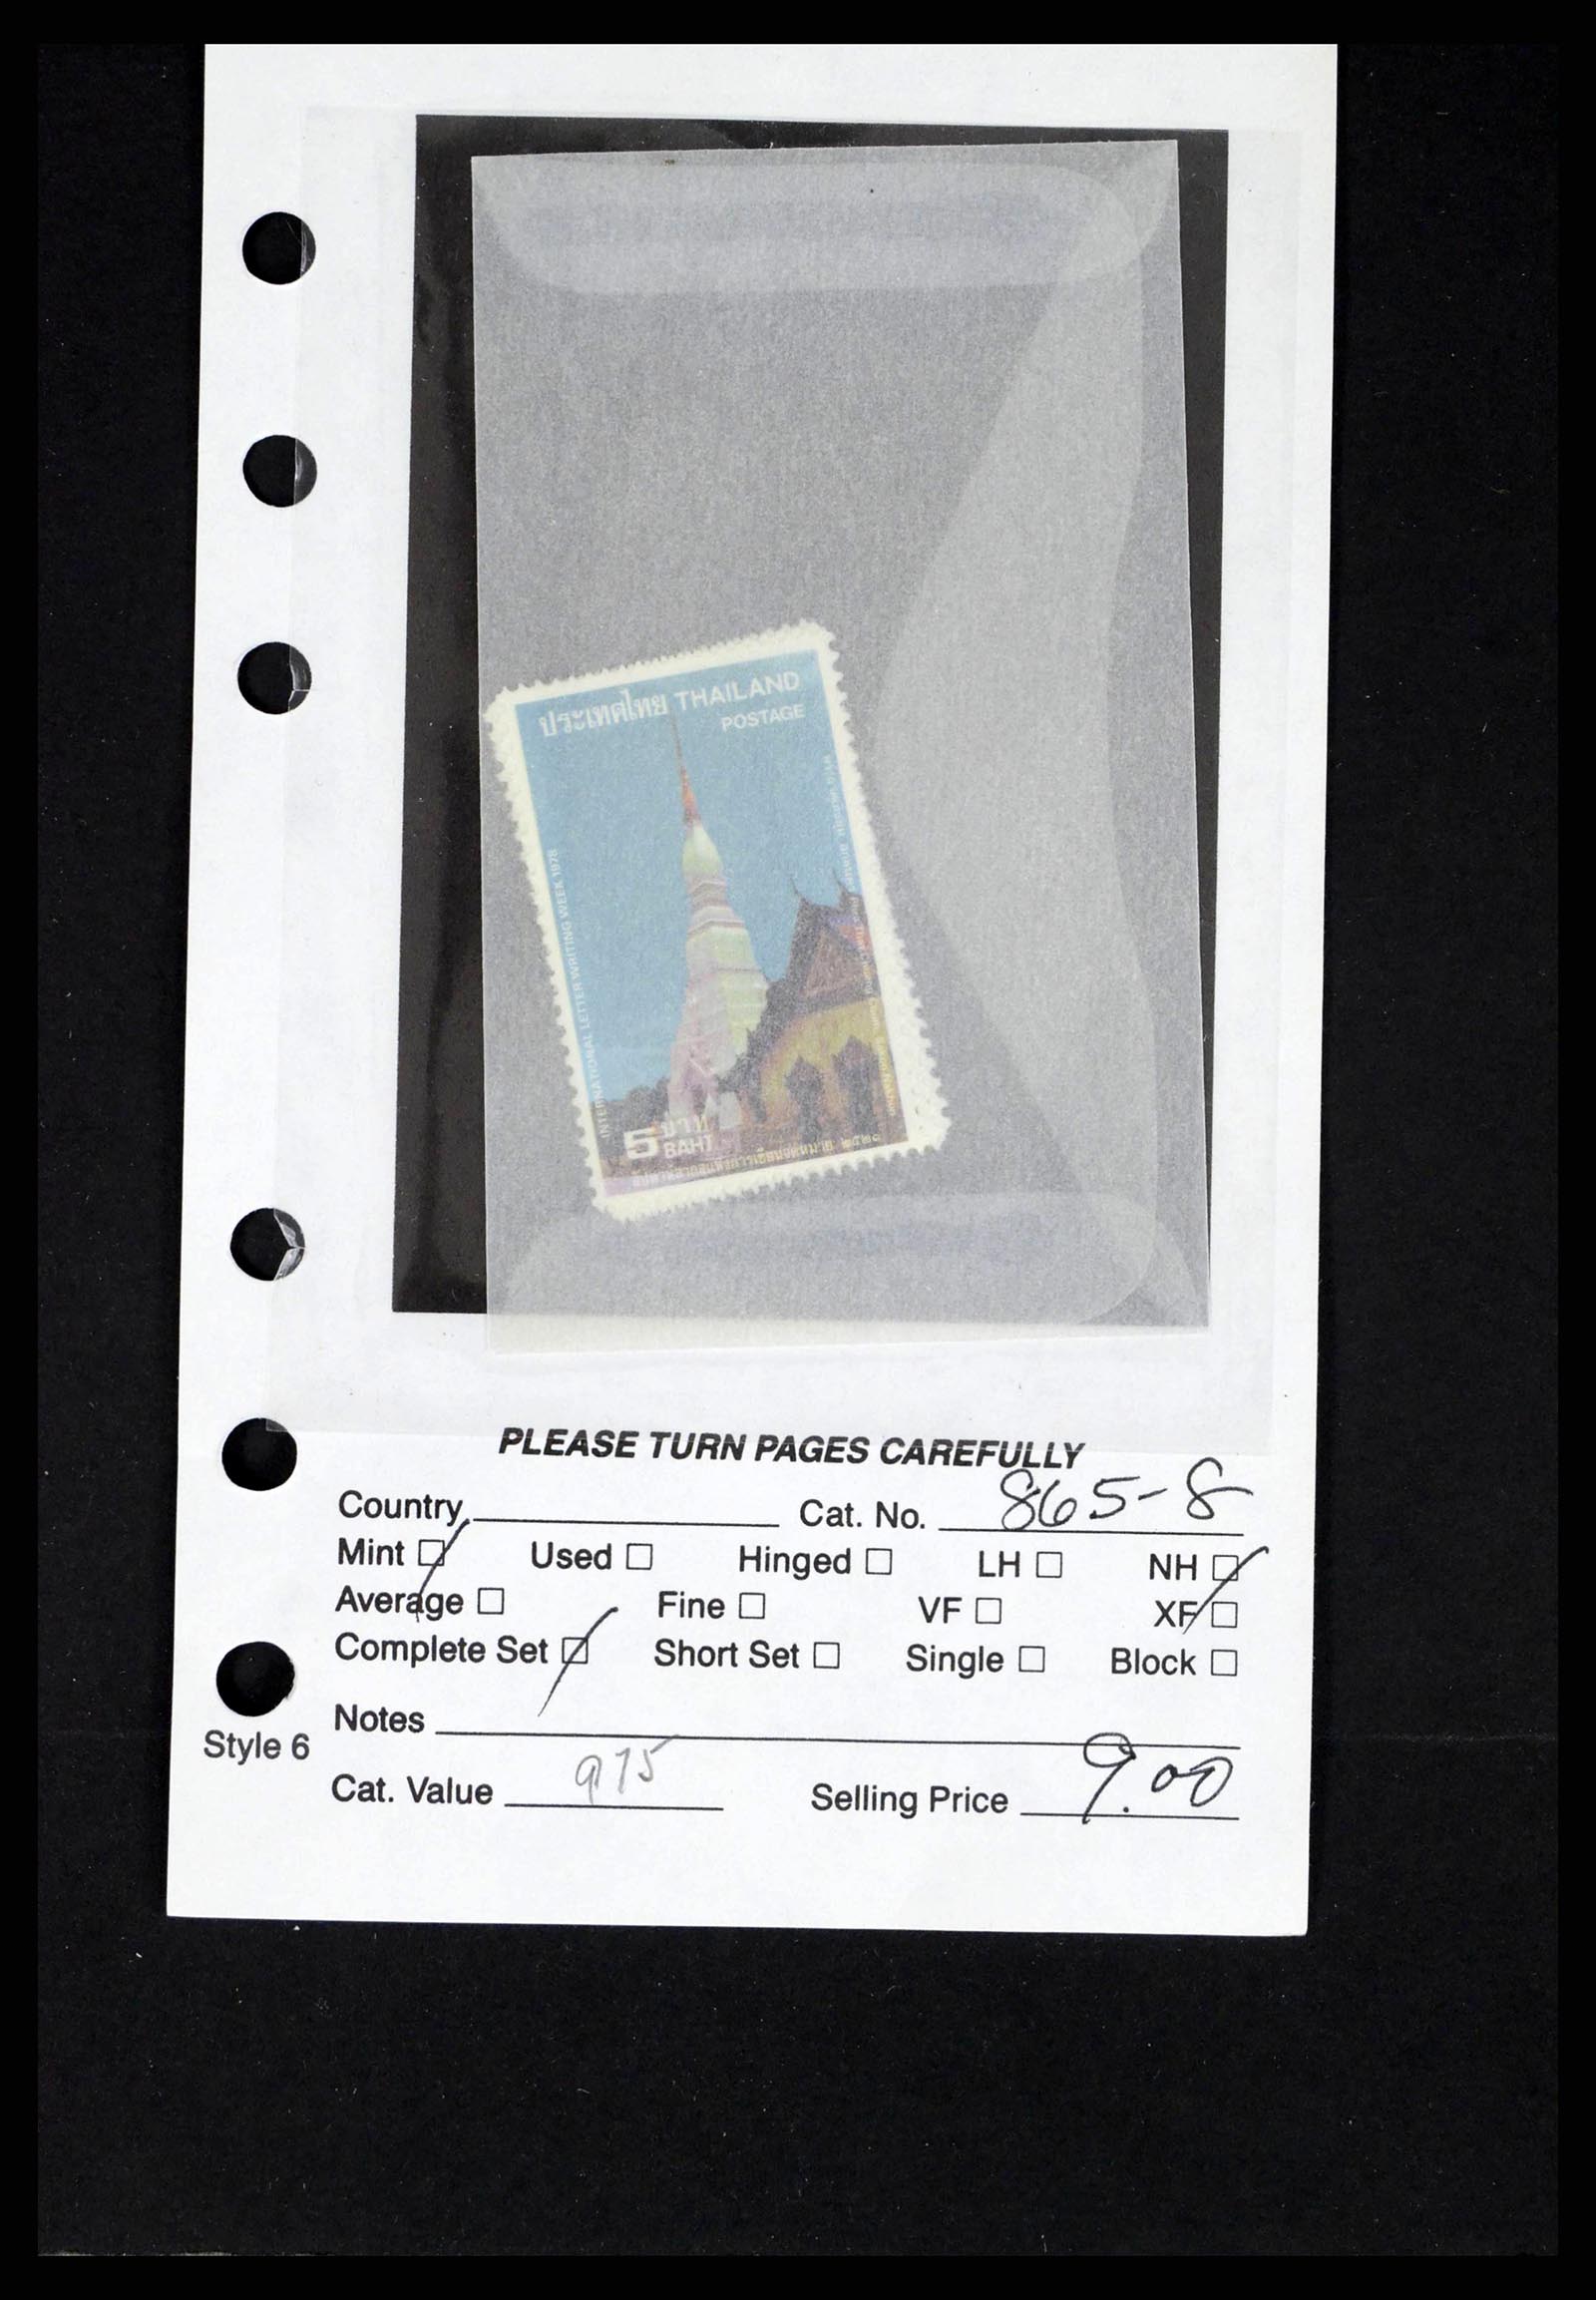 ประเทศไทย THAILAND
POSTAGE
INTERNATIONAL LETTER WRITING WEEK 1978
5 บาท
BAHT
PLEASE TURN PAGES CAREFULLY
Country Cat. No. 865-8
Mint Used Hinged LH NH
Average Fine VF XF
Complete Set Short Set Single Block
Notes
Style 6
Cat. Value 975 Selling Price 9.00